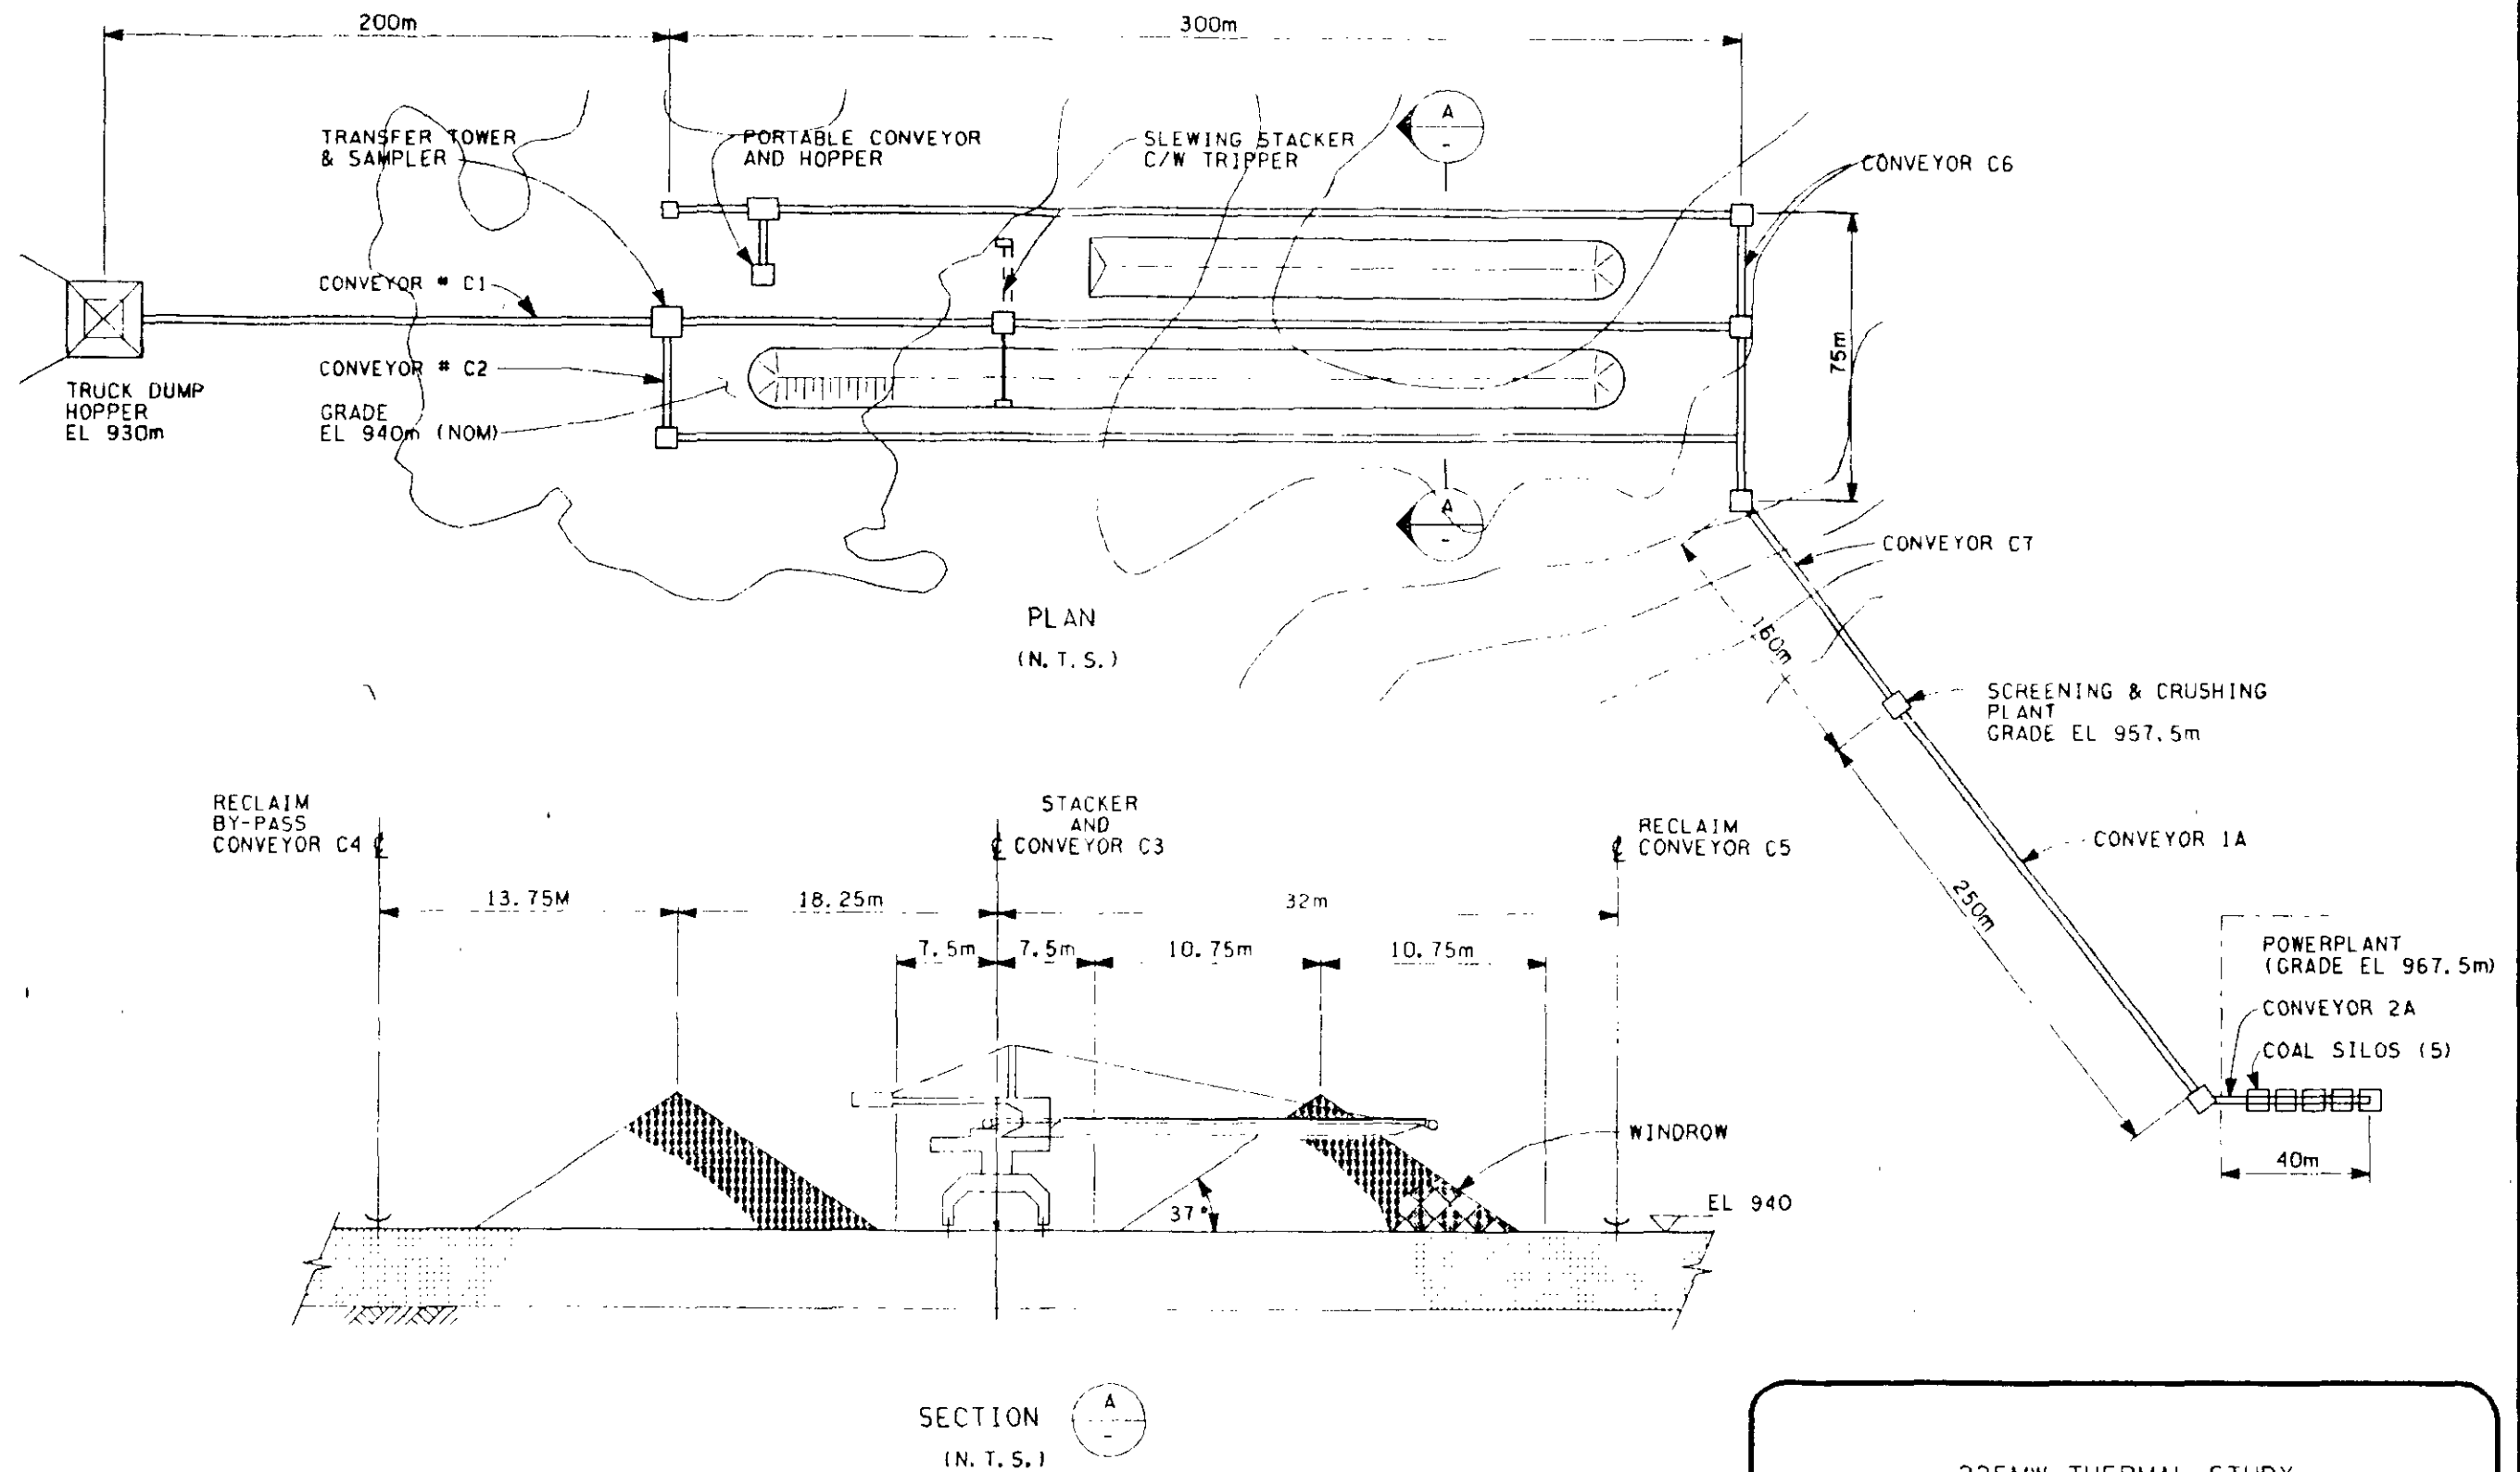 200m
300m
TRANSFER TOWER
& SAMPLER
PORTABLE CONVEYOR
AND HOPPER
SLEWING STACKER
C/W TRIPPER
A
-
CONVEYOR C6
CONVEYOR # C1
CONVEYOR # C2
TRUCK DUMP
HOPPER
EL 930m
GRADE
EL 940m (NOM)
75m
A
-
CONVEYOR C7
PLAN
(N.T.S.)
160m
SCREENING & CRUSHING
PLANT
GRADE EL 957.5m
RECLAIM
BY-PASS
CONVEYOR C4 ℄
STACKER
AND
℄ CONVEYOR C3
RECLAIM
℄ CONVEYOR C5
CONVEYOR 1A
250m
13.75M
18.25m
32m
7.5m
7.5m
10.75m
10.75m
POWERPLANT
(GRADE EL 967.5m)
CONVEYOR 2A
COAL SILOS (5)
WINDROW
40m
37°
EL 940
SECTION
A
-
(N.T.S.)